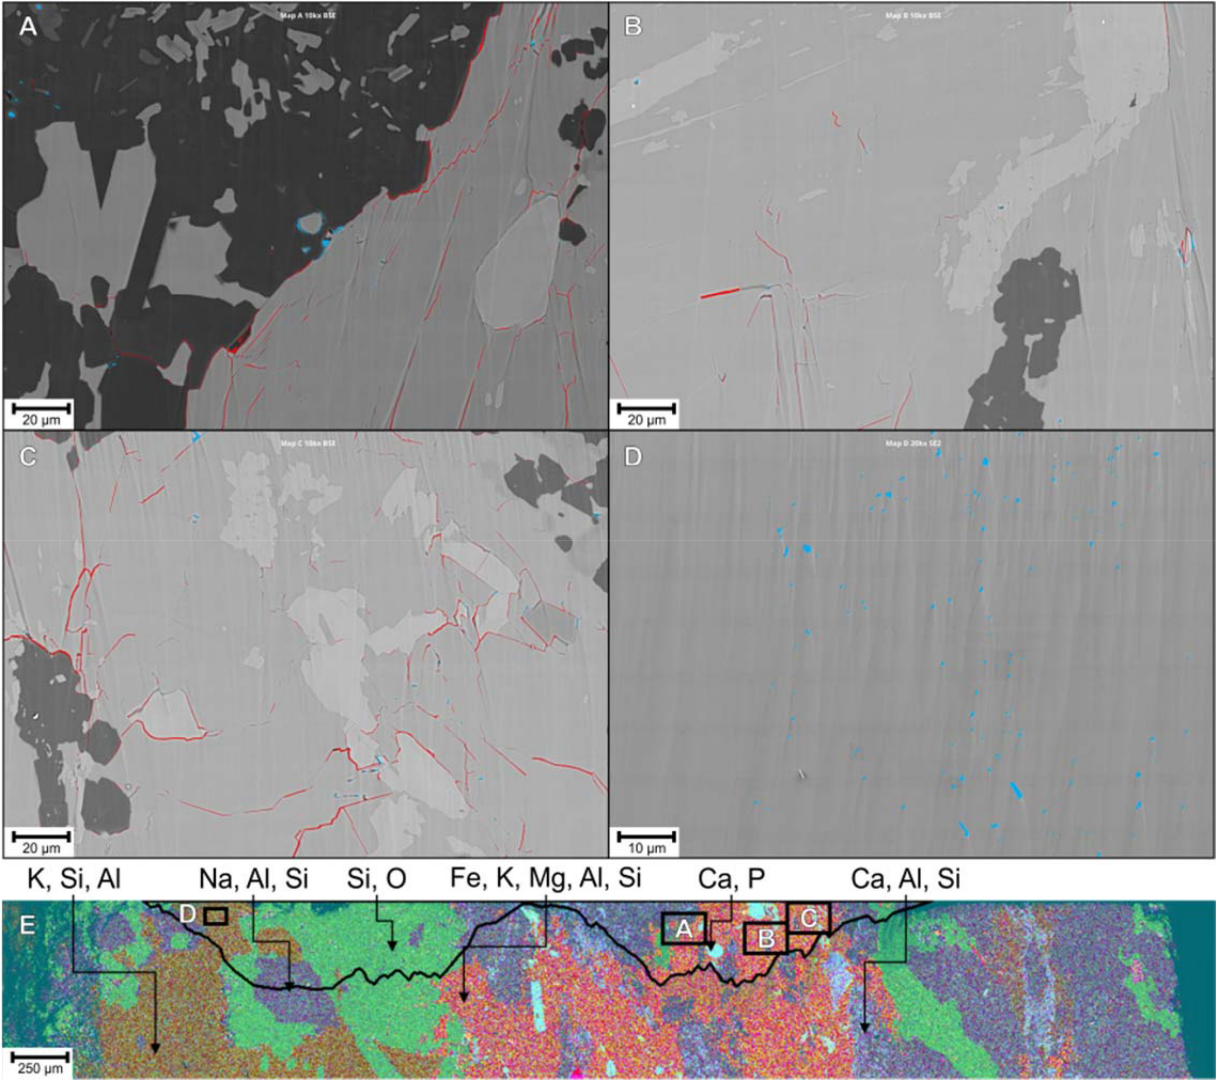 A
Map A 10kx BSE
20 µm
B
Map B 10kx BSE
20 µm
C
Map C 10kx BSE
20 µm
D
Map D 20kx SE2
10 µm
K, Si, Al
Na, Al, Si
Si, O
Fe, K, Mg, Al, Si
Ca, P
Ca, Al, Si
E
D
A
B
C
250 µm